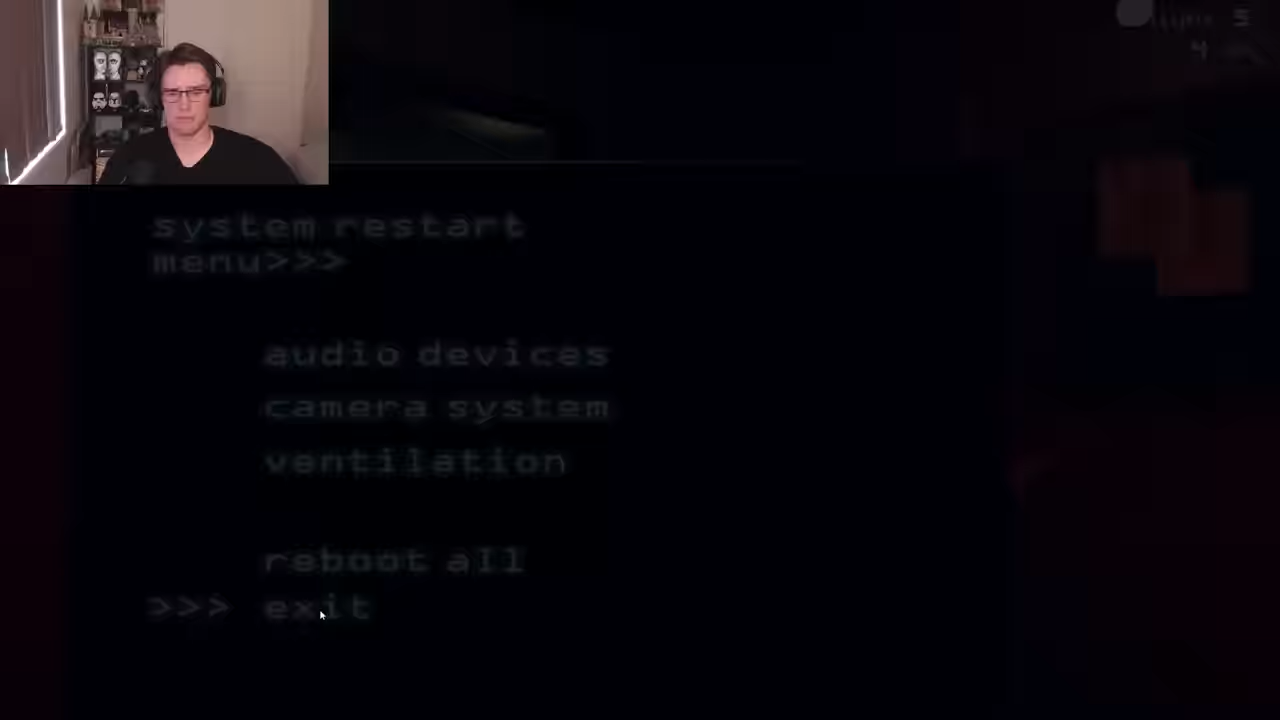 system restart
menu>>>
audio devices
camera system
ventilation
reboot all
>>> exit